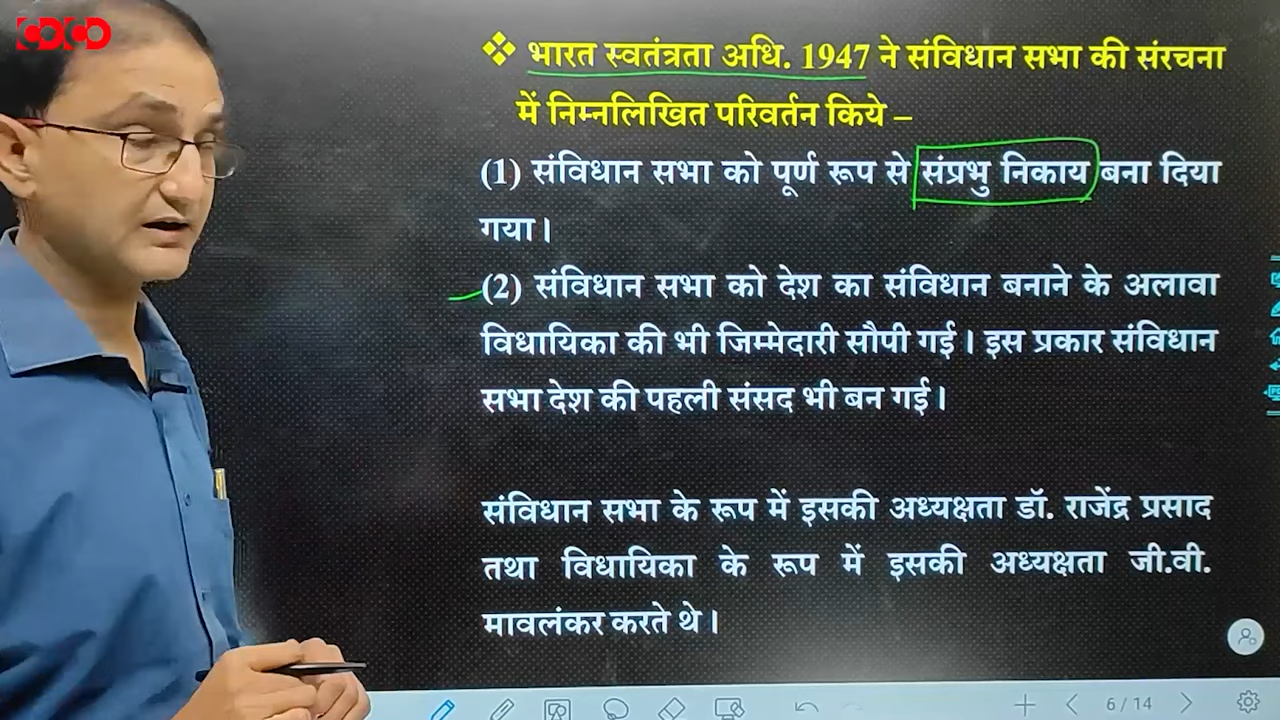 COCO
❖ भारत स्वतंत्रता अधि. 1947 ने संविधान सभा की संरचना
में निम्नलिखित परिवर्तन किये –
(1) संविधान सभा को पूर्ण रूप से संप्रभु निकाय बना दिया
गया।
(2) संविधान सभा को देश का संविधान बनाने के अलावा
विधायिका की भी जिम्मेदारी सौपी गई। इस प्रकार संविधान
सभा देश की पहली संसद भी बन गई।
संविधान सभा के रूप में इसकी अध्यक्षता डॉ. राजेंद्र प्रसाद
तथा विधायिका के रूप में इसकी अध्यक्षता जी.वी.
मावलंकर करते थे।
6 / 14